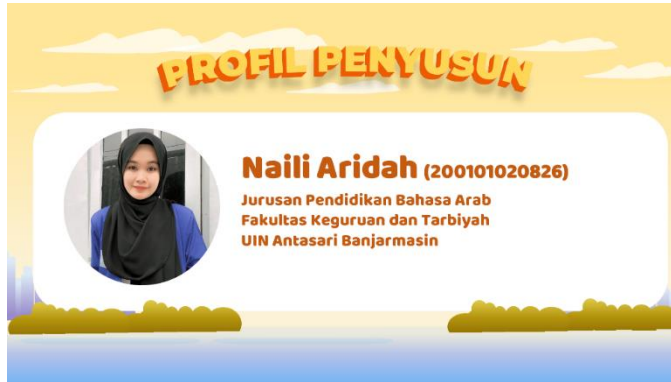 PROFIL PENYUSUN
Naili Aridah (200101020826)
Jurusan Pendidikan Bahasa Arab
Fakultas Keguruan dan Tarbiyah
UIN Antasari Banjarmasin